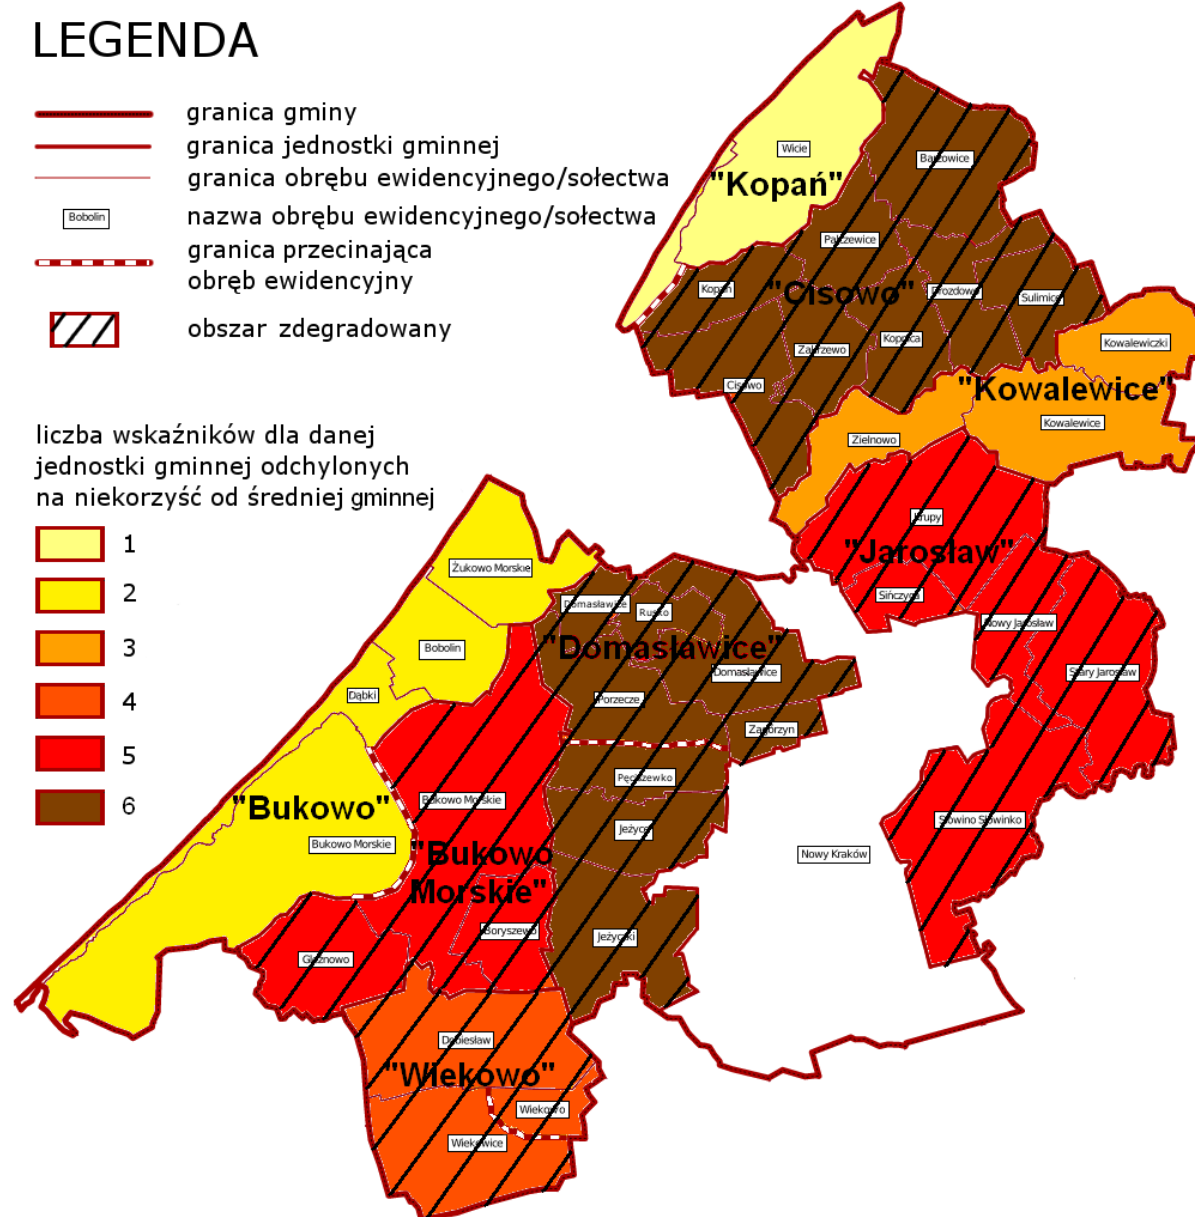 LEGENDA
granica gminy
granica jednostki gminnej
granica obrębu ewidencyjnego/sołectwa
Bobolin
nazwa obrębu ewidencyjnego/sołectwa
granica przecinająca
obręb ewidencyjny
obszar zdegradowany
liczba wskaźników dla danej
jednostki gminnej odchylonych
na niekorzyść od średniej gminnej
1
2
3
4
5
6
Wicie
"Kopań"
Barzowice
Palczewice
Kopań
"Cisowo"
Drozdowo
Sulimice
Zakrzewo
Kopnica
Cisowo
Kowalewiczki
"Kowalewice"
Kowalewice
Zielnowo
Krupy
"Jarosław"
Sińczyca
Nowy Jarosław
Stary Jarosław
Słowino Słowinko
Żukowo Morskie
Bobolin
Dąbki
"Bukowo"
Bukowo Morskie
Domasławice
Rusko
"Domasławice"
Domasławice
Porzecze
Zagórzyn
Pęciszewko
Jeżyce
Jeżyczki
Bukowo Morskie
"Bukowo
Morskie"
Boryszewo
Gleznowo
Nowy Kraków
Dobiesław
"Wiekowo"
Wiekowo
Wiekowice